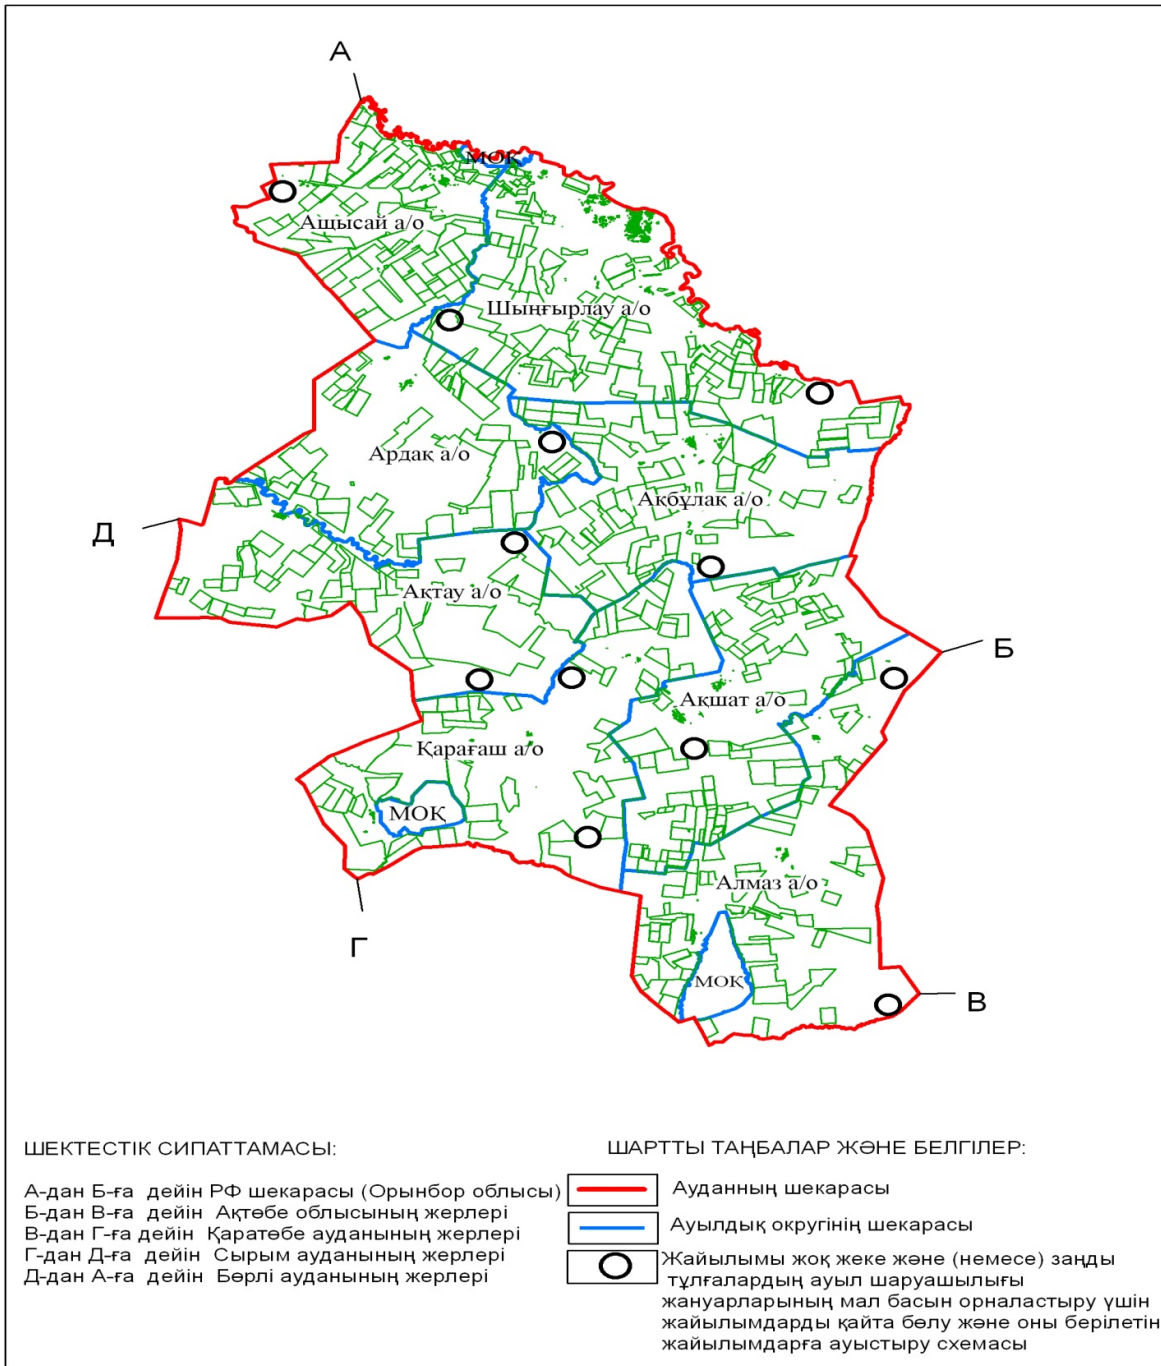 А
МОҚ
Ащысай а/о
Шыңғырлау а/о
Ардақ а/о
Ақбұлақ а/о
Д
Ақтау а/о
Б
Ақшат а/о
Қарағаш а/о
МОҚ
Алмаз а/о
Г
МОҚ
В
ШЕКТЕСТІК СИПАТТАМАСЫ:
А-дан Б-ға дейін РФ шекарасы (Орынбор облысы)
Б-дан В-ға дейін Ақтөбе облысының жерлері
В-дан Г-ға дейін Қаратөбе ауданының жерлері
Г-дан Д-ға дейін Сырым ауданының жерлері
Д-дан А-ға дейін Бөрлі ауданының жерлері
ШАРТТЫ ТАҢБАЛАР ЖӘНЕ БЕЛГІЛЕР:
Ауданның шекарасы
Ауылдық округінің шекарасы
Жайылымы жоқ жеке және (немесе) заңды
тұлғалардың ауыл шаруашылығы
жануарларының мал басын орналастыру үшін
жайылымдарды қайта бөлу және оны берілетін
жайылымдарға ауыстыру схемасы